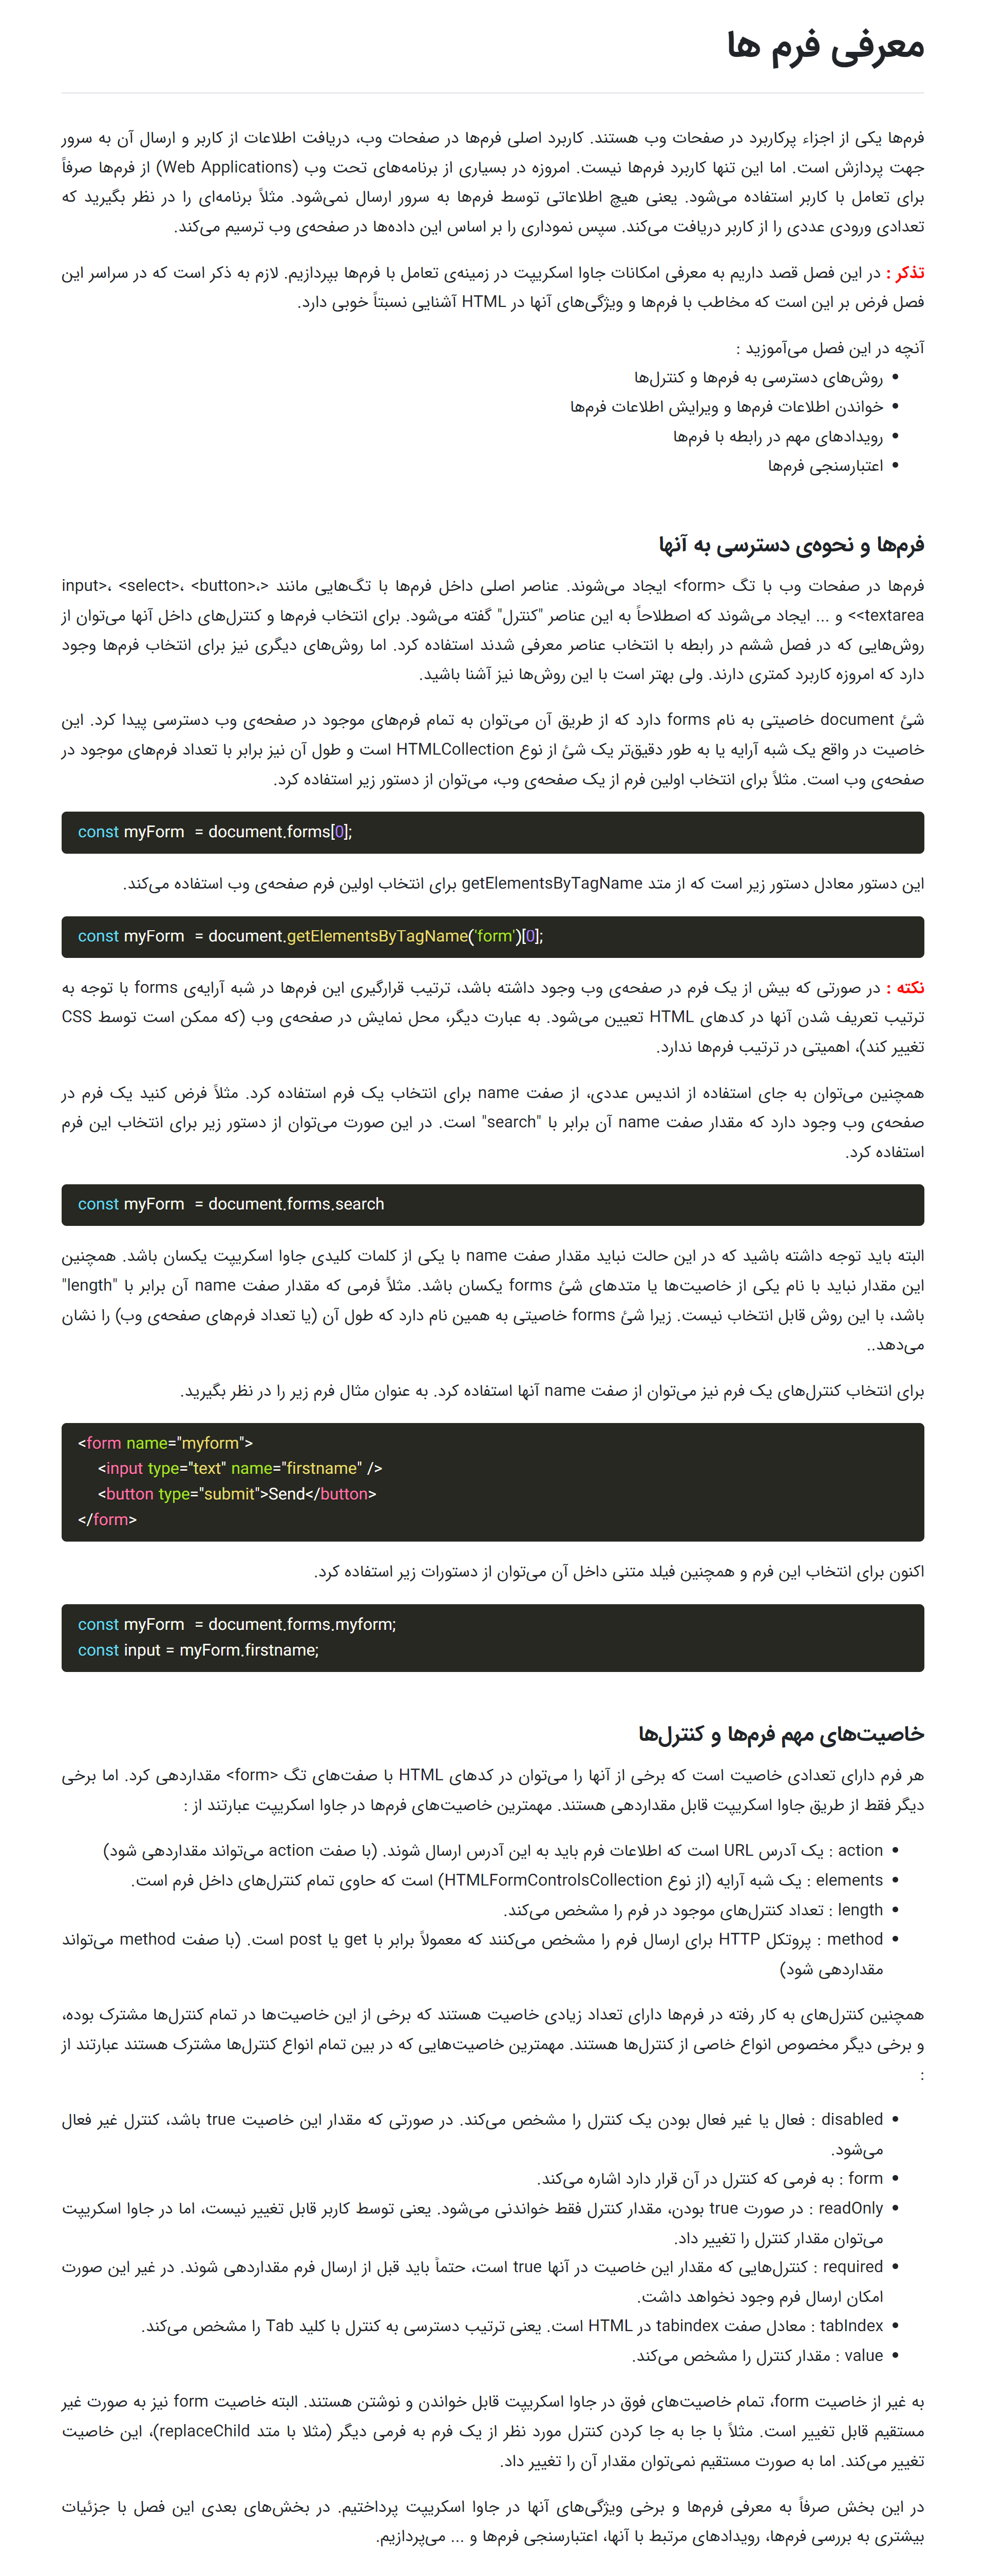 معرفی فرم ها
فرم‌ها یکی از اجزاء پرکاربرد در صفحات وب هستند. کاربرد اصلی فرم‌ها در صفحات وب، دریافت اطلاعات از کاربر و ارسال آن به سرور
جهت پردازش است. اما این تنها کاربرد فرم‌ها نیست. امروزه در بسیاری از برنامه‌های تحت وب (Web Applications) از فرم‌ها صرفاً
برای تعامل با کاربر استفاده می‌شود. یعنی هیچ اطلاعاتی توسط فرم‌ها به سرور ارسال نمی‌شود. مثلاً برنامه‌ای را در نظر بگیرید که
تعدادی ورودی عددی را از کاربر دریافت می‌کند. سپس نموداری را بر اساس این داده‌ها در صفحه‌ی وب ترسیم می‌کند.
تذکر : در این فصل قصد داریم به معرفی امکانات جاوا اسکریپت در زمینه‌ی تعامل با فرم‌ها بپردازیم. لازم به ذکر است که در سراسر این
فصل فرض بر این است که مخاطب با فرم‌ها و ویژگی‌های آنها در HTML آشنایی نسبتاً خوبی دارد.
آنچه در این فصل می‌آموزید :
• روش‌های دسترسی به فرم‌ها و کنترل‌ها
• خواندن اطلاعات فرم‌ها و ویرایش اطلاعات فرم‌ها
• رویدادهای مهم در رابطه با فرم‌ها
• اعتبارسنجی فرم‌ها
فرم‌ها و نحوه‌ی دسترسی به آنها
فرم‌ها در صفحات وب با تگ <form> ایجاد می‌شوند. عناصر اصلی داخل فرم‌ها با تگ‌هایی مانند <input>، <select>، <button>،
<textarea> و ... ایجاد می‌شوند که اصطلاحاً به این عناصر "کنترل" گفته می‌شود. برای انتخاب فرم‌ها و کنترل‌های داخل آنها می‌توان از
روش‌هایی که در فصل ششم در رابطه با انتخاب عناصر معرفی شدند استفاده کرد. اما روش‌های دیگری نیز برای انتخاب فرم‌ها وجود
دارد که امروزه کاربرد کمتری دارند. ولی بهتر است با این روش‌ها نیز آشنا باشید.
شئ document خاصیتی به نام forms دارد که از طریق آن می‌توان به تمام فرم‌های موجود در صفحه‌ی وب دسترسی پیدا کرد. این
خاصیت در واقع یک شبه آرایه یا به طور دقیق‌تر یک شئ از نوع HTMLCollection است و طول آن نیز برابر با تعداد فرم‌های موجود در
صفحه‌ی وب است. مثلاً برای انتخاب اولین فرم از یک صفحه‌ی وب، می‌توان از دستور زیر استفاده کرد.
const myForm = document.forms[0];
این دستور معادل دستور زیر است که از متد getElementsByTagName برای انتخاب اولین فرم صفحه‌ی وب استفاده می‌کند.
const myForm = document.getElementsByTagName('form')[0];
نکته : در صورتی که بیش از یک فرم در صفحه‌ی وب وجود داشته باشد، ترتیب قرارگیری این فرم‌ها در شبه آرایه‌ی forms با توجه به
ترتیب تعریف شدن آنها در کدهای HTML تعیین می‌شود. به عبارت دیگر، محل نمایش در صفحه‌ی وب (که ممکن است توسط CSS
تغییر کند)، اهمیتی در ترتیب فرم‌ها ندارد.
همچنین می‌توان به جای استفاده از اندیس عددی، از صفت name برای انتخاب یک فرم استفاده کرد. مثلاً فرض کنید یک فرم در
صفحه‌ی وب وجود دارد که مقدار صفت name آن برابر با "search" است. در این صورت می‌توان از دستور زیر برای انتخاب این فرم
استفاده کرد.
const myForm = document.forms.search
البته باید توجه داشته باشید که در این حالت نباید مقدار صفت name با یکی از کلمات کلیدی جاوا اسکریپت یکسان باشد. همچنین
این مقدار نباید با نام یکی از خاصیت‌ها یا متدهای شئ forms یکسان باشد. مثلاً فرمی که مقدار صفت name آن برابر با "length"
باشد، با این روش قابل انتخاب نیست. زیرا شئ forms خاصیتی به همین نام دارد که طول آن (یا تعداد فرم‌های صفحه‌ی وب) را نشان
می‌دهد..
برای انتخاب کنترل‌های یک فرم نیز می‌توان از صفت name آنها استفاده کرد. به عنوان مثال فرم زیر را در نظر بگیرید.
<form name="myform">
<input type="text" name="firstname" />
<button type="submit">Send</button>
</form>
اکنون برای انتخاب این فرم و همچنین فیلد متنی داخل آن می‌توان از دستورات زیر استفاده کرد.
const myForm = document.forms.myform;
const input = myForm.firstname;
خاصیت‌های مهم فرم‌ها و کنترل‌ها
هر فرم دارای تعدادی خاصیت است که برخی از آنها را می‌توان در کدهای HTML با صفت‌های تگ <form> مقداردهی کرد. اما برخی
دیگر فقط از طریق جاوا اسکریپت قابل مقداردهی هستند. مهمترین خاصیت‌های فرم‌ها در جاوا اسکریپت عبارتند از :
• action : یک آدرس URL است که اطلاعات فرم باید به این آدرس ارسال شوند. (با صفت action می‌تواند مقداردهی شود)
• elements : یک شبه آرایه (از نوع HTMLFormControlsCollection) است که حاوی تمام کنترل‌های داخل فرم است.
• length : تعداد کنترل‌های موجود در فرم را مشخص می‌کند.
• method : پروتکل HTTP برای ارسال فرم را مشخص می‌کنند که معمولاً برابر با get یا post است. (با صفت method می‌تواند
مقداردهی شود)
همچنین کنترل‌های به کار رفته در فرم‌ها دارای تعداد زیادی خاصیت هستند که برخی از این خاصیت‌ها در تمام کنترل‌ها مشترک بوده،
و برخی دیگر مخصوص انواع خاصی از کنترل‌ها هستند. مهمترین خاصیت‌هایی که در بین تمام انواع کنترل‌ها مشترک هستند عبارتند از
:
• disabled : فعال یا غیر فعال بودن یک کنترل را مشخص می‌کند. در صورتی که مقدار این خاصیت true باشد، کنترل غیر فعال
می‌شود.
• form : به فرمی که کنترل در آن قرار دارد اشاره می‌کند.
• readOnly : در صورت true بودن، مقدار کنترل فقط خواندنی می‌شود. یعنی توسط کاربر قابل تغییر نیست، اما در جاوا اسکریپت
می‌توان مقدار کنترل را تغییر داد.
• required : کنترل‌هایی که مقدار این خاصیت در آنها true است، حتماً باید قبل از ارسال فرم مقداردهی شوند. در غیر این صورت
امکان ارسال فرم وجود نخواهد داشت.
• tabIndex : معادل صفت tabindex در HTML است. یعنی ترتیب دسترسی به کنترل با کلید Tab را مشخص می‌کند.
• value : مقدار کنترل را مشخص می‌کند.
به غیر از خاصیت form، تمام خاصیت‌های فوق در جاوا اسکریپت قابل خواندن و نوشتن هستند. البته خاصیت form نیز به صورت غیر
مستقیم قابل تغییر است. مثلاً با جا به جا کردن کنترل مورد نظر از یک فرم به فرمی دیگر (مثلا با متد replaceChild)، این خاصیت
تغییر می‌کند. اما به صورت مستقیم نمی‌توان مقدار آن را تغییر داد.
در این بخش صرفاً به معرفی فرم‌ها و برخی ویژگی‌های آنها در جاوا اسکریپت پرداختیم. در بخش‌های بعدی این فصل با جزئیات
بیشتری به بررسی فرم‌ها، رویدادهای مرتبط با آنها، اعتبارسنجی فرم‌ها و ... می‌پردازیم.